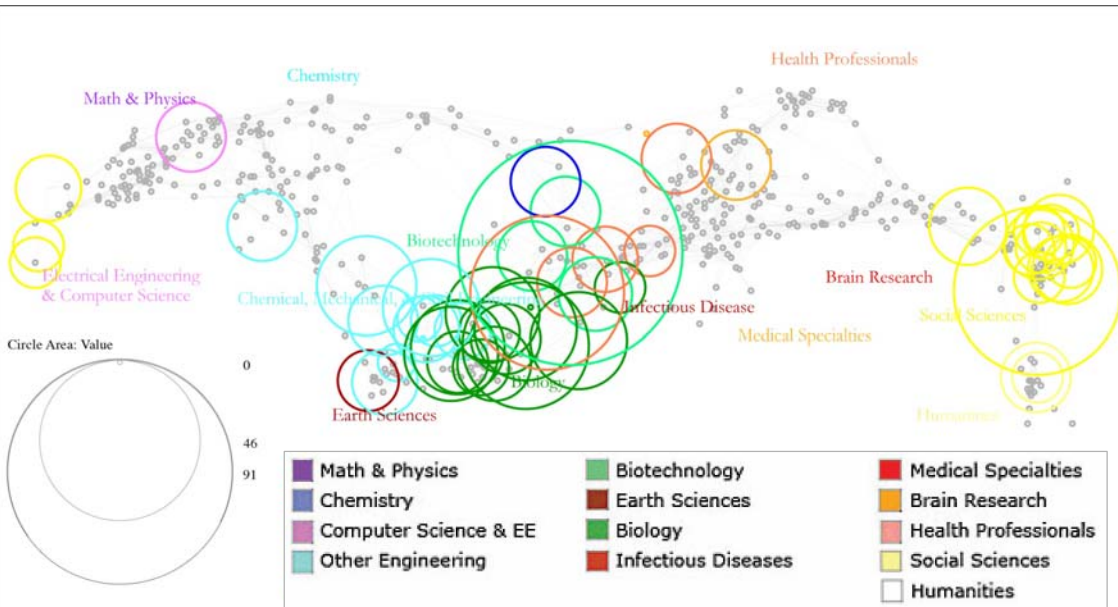 Health Professionals
Chemistry
Math & Physics
Biotechnology
Electrical Engineering
& Computer Science
Brain Research
Chemical, Mechanical,
Infectious Disease
Social Sciences
Medical Specialties
Circle Area: Value
0
Biology
Earth Sciences
Humanities
46
91
Math & Physics
Chemistry
Computer Science & EE
Other Engineering
Biotechnology
Earth Sciences
Biology
Infectious Diseases
Medical Specialties
Brain Research
Health Professionals
Social Sciences
Humanities